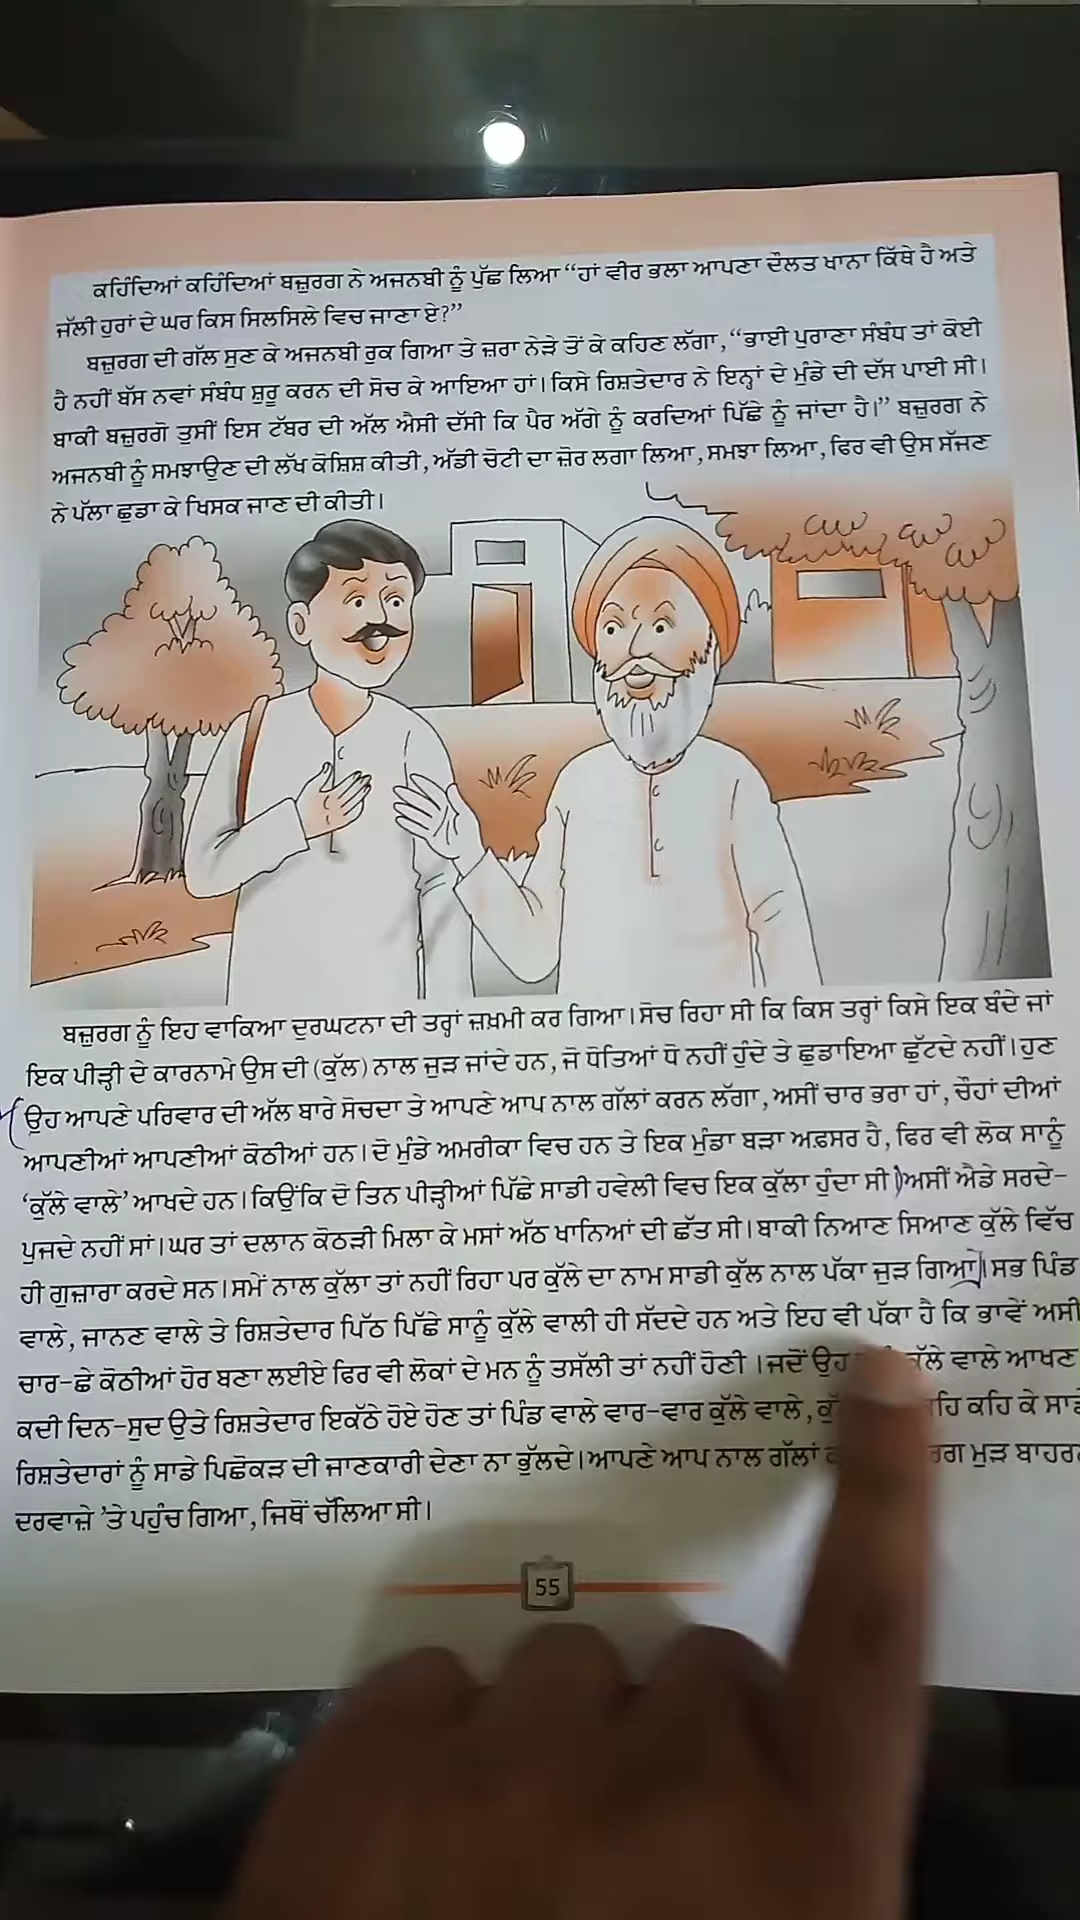 ਕਹਿੰਦਿਆਂ ਕਹਿੰਦਿਆਂ ਬਜ਼ੁਰਗ ਨੇ ਅਜਨਬੀ ਨੂੰ ਪੁੱਛ ਲਿਆ “ਹਾਂ ਵੀਰ ਭਲਾ ਆਪਣਾ ਦੌਲਤ ਖਾਨਾ ਕਿੱਥੇ ਹੈ ਅਤੇ
ਜੱਲੀ ਹੁਰਾਂ ਦੇ ਘਰ ਕਿਸ ਸਿਲਸਿਲੇ ਵਿਚ ਜਾਣਾ ਏ?”
ਬਜ਼ੁਰਗ ਦੀ ਗੱਲ ਸੁਣ ਕੇ ਅਜਨਬੀ ਰੁਕ ਗਿਆ ਤੇ ਜ਼ਰਾ ਨੇੜੇ ਤੋਂ ਕੇ ਕਹਿਣ ਲੱਗਾ, “ਭਾਈ ਪੁਰਾਣਾ ਸੰਬੰਧ ਤਾਂ ਕੋਈ
ਹੈ ਨਹੀਂ ਬੱਸ ਨਵਾਂ ਸੰਬੰਧ ਸ਼ੁਰੂ ਕਰਨ ਦੀ ਸੋਚ ਕੇ ਆਇਆ ਹਾਂ। ਕਿਸੇ ਰਿਸ਼ਤੇਦਾਰ ਨੇ ਇਨ੍ਹਾਂ ਦੇ ਮੁੰਡੇ ਦੀ ਦੱਸ ਪਾਈ ਸੀ।
ਬਾਕੀ ਬਜ਼ੁਰਗੋ ਤੁਸੀਂ ਇਸ ਟੱਬਰ ਦੀ ਅੱਲ ਐਸੀ ਦੱਸੀ ਕਿ ਪੈਰ ਅੱਗੇ ਨੂੰ ਕਰਦਿਆਂ ਪਿੱਛੇ ਨੂੰ ਜਾਂਦਾ ਹੈ।” ਬਜ਼ੁਰਗ ਨੇ
ਅਜਨਬੀ ਨੂੰ ਸਮਝਾਉਣ ਦੀ ਲੱਖ ਕੋਸ਼ਿਸ਼ ਕੀਤੀ, ਅੱਡੀ ਚੋਟੀ ਦਾ ਜ਼ੋਰ ਲਗਾ ਲਿਆ, ਸਮਝਾ ਲਿਆ, ਫਿਰ ਵੀ ਉਸ ਸੱਜਣ
ਨੇ ਪੱਲਾ ਛੁਡਾ ਕੇ ਖਿਸਕ ਜਾਣ ਦੀ ਕੀਤੀ।
ਬਜ਼ੁਰਗ ਨੂੰ ਇਹ ਵਾਕਿਆ ਦੁਰਘਟਨਾ ਦੀ ਤਰ੍ਹਾਂ ਜ਼ਖ਼ਮੀ ਕਰ ਗਿਆ। ਸੋਚ ਰਿਹਾ ਸੀ ਕਿ ਕਿਸ ਤਰ੍ਹਾਂ ਕਿਸੇ ਇਕ ਬੰਦੇ ਜਾਂ
ਇਕ ਪੀੜ੍ਹੀ ਦੇ ਕਾਰਨਾਮੇ ਉਸ ਦੀ (ਕੁੱਲ) ਨਾਲ ਜੁੜ ਜਾਂਦੇ ਹਨ, ਜੋ ਧੋਤਿਆਂ ਧੋ ਨਹੀਂ ਹੁੰਦੇ ਤੇ ਛੁਡਾਇਆ ਛੁੱਟਦੇ ਨਹੀਂ। ਹੁਣ
ਉਹ ਆਪਣੇ ਪਰਿਵਾਰ ਦੀ ਅੱਲ ਬਾਰੇ ਸੋਚਦਾ ਤੇ ਆਪਣੇ ਆਪ ਨਾਲ ਗੱਲਾਂ ਕਰਨ ਲੱਗਾ, ਅਸੀਂ ਚਾਰ ਭਰਾ ਹਾਂ, ਚੌਹਾਂ ਦੀਆਂ
ਆਪਣੀਆਂ ਆਪਣੀਆਂ ਕੋਠੀਆਂ ਹਨ। ਦੋ ਮੁੰਡੇ ਅਮਰੀਕਾ ਵਿਚ ਹਨ ਤੇ ਇਕ ਮੁੰਡਾ ਬੜਾ ਅਫ਼ਸਰ ਹੈ, ਫਿਰ ਵੀ ਲੋਕ ਸਾਨੂੰ
‘ਕੁੱਲੇ ਵਾਲੇ’ ਆਖਦੇ ਹਨ। ਕਿਉਂਕਿ ਦੋ ਤਿਨ ਪੀੜ੍ਹੀਆਂ ਪਿੱਛੇ ਸਾਡੀ ਹਵੇਲੀ ਵਿਚ ਇਕ ਕੁੱਲਾ ਹੁੰਦਾ ਸੀ। ਅਸੀਂ ਐਡੇ ਸਰਦੇ-
ਪੁਜਦੇ ਨਹੀਂ ਸਾਂ। ਘਰ ਤਾਂ ਦਲਾਨ ਕੋਠੜੀ ਮਿਲਾ ਕੇ ਮਸਾਂ ਅੱਠ ਖਾਨਿਆਂ ਦੀ ਛੱਤ ਸੀ। ਬਾਕੀ ਨਿਆਣ ਸਿਆਣ ਕੁੱਲੇ ਵਿੱਚ
ਹੀ ਗੁਜ਼ਾਰਾ ਕਰਦੇ ਸਨ। ਸਮੇਂ ਨਾਲ ਕੁੱਲਾ ਤਾਂ ਨਹੀਂ ਰਿਹਾ ਪਰ ਕੁੱਲੇ ਦਾ ਨਾਮ ਸਾਡੀ ਕੁੱਲ ਨਾਲ ਪੱਕਾ ਜੁੜ ਗਿਆ। ਸਭ ਪਿੰਡ
ਵਾਲੇ, ਜਾਨਣ ਵਾਲੇ ਤੇ ਰਿਸ਼ਤੇਦਾਰ ਪਿੱਠ ਪਿੱਛੇ ਸਾਨੂੰ ਕੁੱਲੇ ਵਾਲੀ ਹੀ ਸੱਦਦੇ ਹਨ ਅਤੇ ਇਹ ਵੀ ਪੱਕਾ ਹੈ ਕਿ ਭਾਵੇਂ ਅਸੀ
ਚਾਰ-ਛੇ ਕੋਠੀਆਂ ਹੋਰ ਬਣਾ ਲਈਏ ਫਿਰ ਵੀ ਲੋਕਾਂ ਦੇ ਮਨ ਨੂੰ ਤਸੱਲੀ ਤਾਂ ਨਹੀਂ ਹੋਣੀ। ਜਦੋਂ ਉਹ ਵਾਲੇ ਆਖਣ
ਕਦੀ ਦਿਨ-ਸੁਦ ਉਤੇ ਰਿਸ਼ਤੇਦਾਰ ਇਕੱਠੇ ਹੋਏ ਹੋਣ ਤਾਂ ਪਿੰਡ ਵਾਲੇ ਵਾਰ-ਵਾਰ ਕੁੱਲੇ ਵਾਲੇ, ਕਹਿ ਕੇ
ਰਿਸ਼ਤੇਦਾਰਾਂ ਨੂੰ ਸਾਡੇ ਪਿਛੋਕੜ ਦੀ ਜਾਣਕਾਰੀ ਦੇਣਾ ਨਾ ਭੁੱਲਦੇ। ਆਪਣੇ ਆਪ ਨਾਲ ਗੱਲਾਂ ਮੁੜ
ਦਰਵਾਜ਼ੇ ’ਤੇ ਪਹੁੰਚ ਗਿਆ, ਜਿਥੋਂ ਚੱਲਿਆ ਸੀ।
55